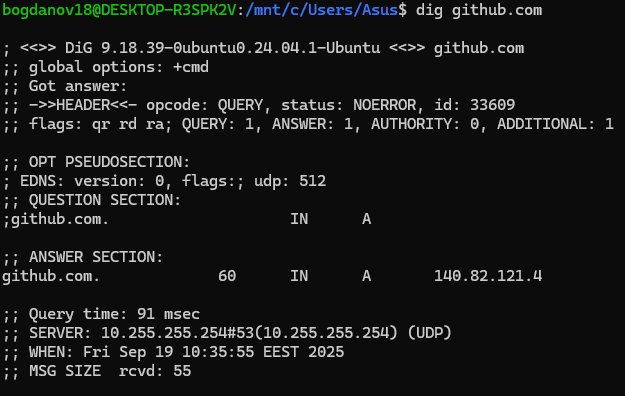 bogdanov18@DESKTOP-R3SPK2V:/mnt/c/Users/Asus$ dig github.com
; <<>> DiG 9.18.39-0ubuntu0.24.04.1-Ubuntu <<>> github.com
;; global options: +cmd
;; Got answer:
;; ->>HEADER<<- opcode: QUERY, status: NOERROR, id: 33609
;; flags: qr rd ra; QUERY: 1, ANSWER: 1, AUTHORITY: 0, ADDITIONAL: 1
;; OPT PSEUDOSECTION:
; EDNS: version: 0, flags:; udp: 512
;; QUESTION SECTION:
;github.com. IN A
;; ANSWER SECTION:
github.com. 60 IN A 140.82.121.4
;; Query time: 91 msec
;; SERVER: 10.255.255.254#53(10.255.255.254) (UDP)
;; WHEN: Fri Sep 19 10:35:55 EEST 2025
;; MSG SIZE  rcvd: 55